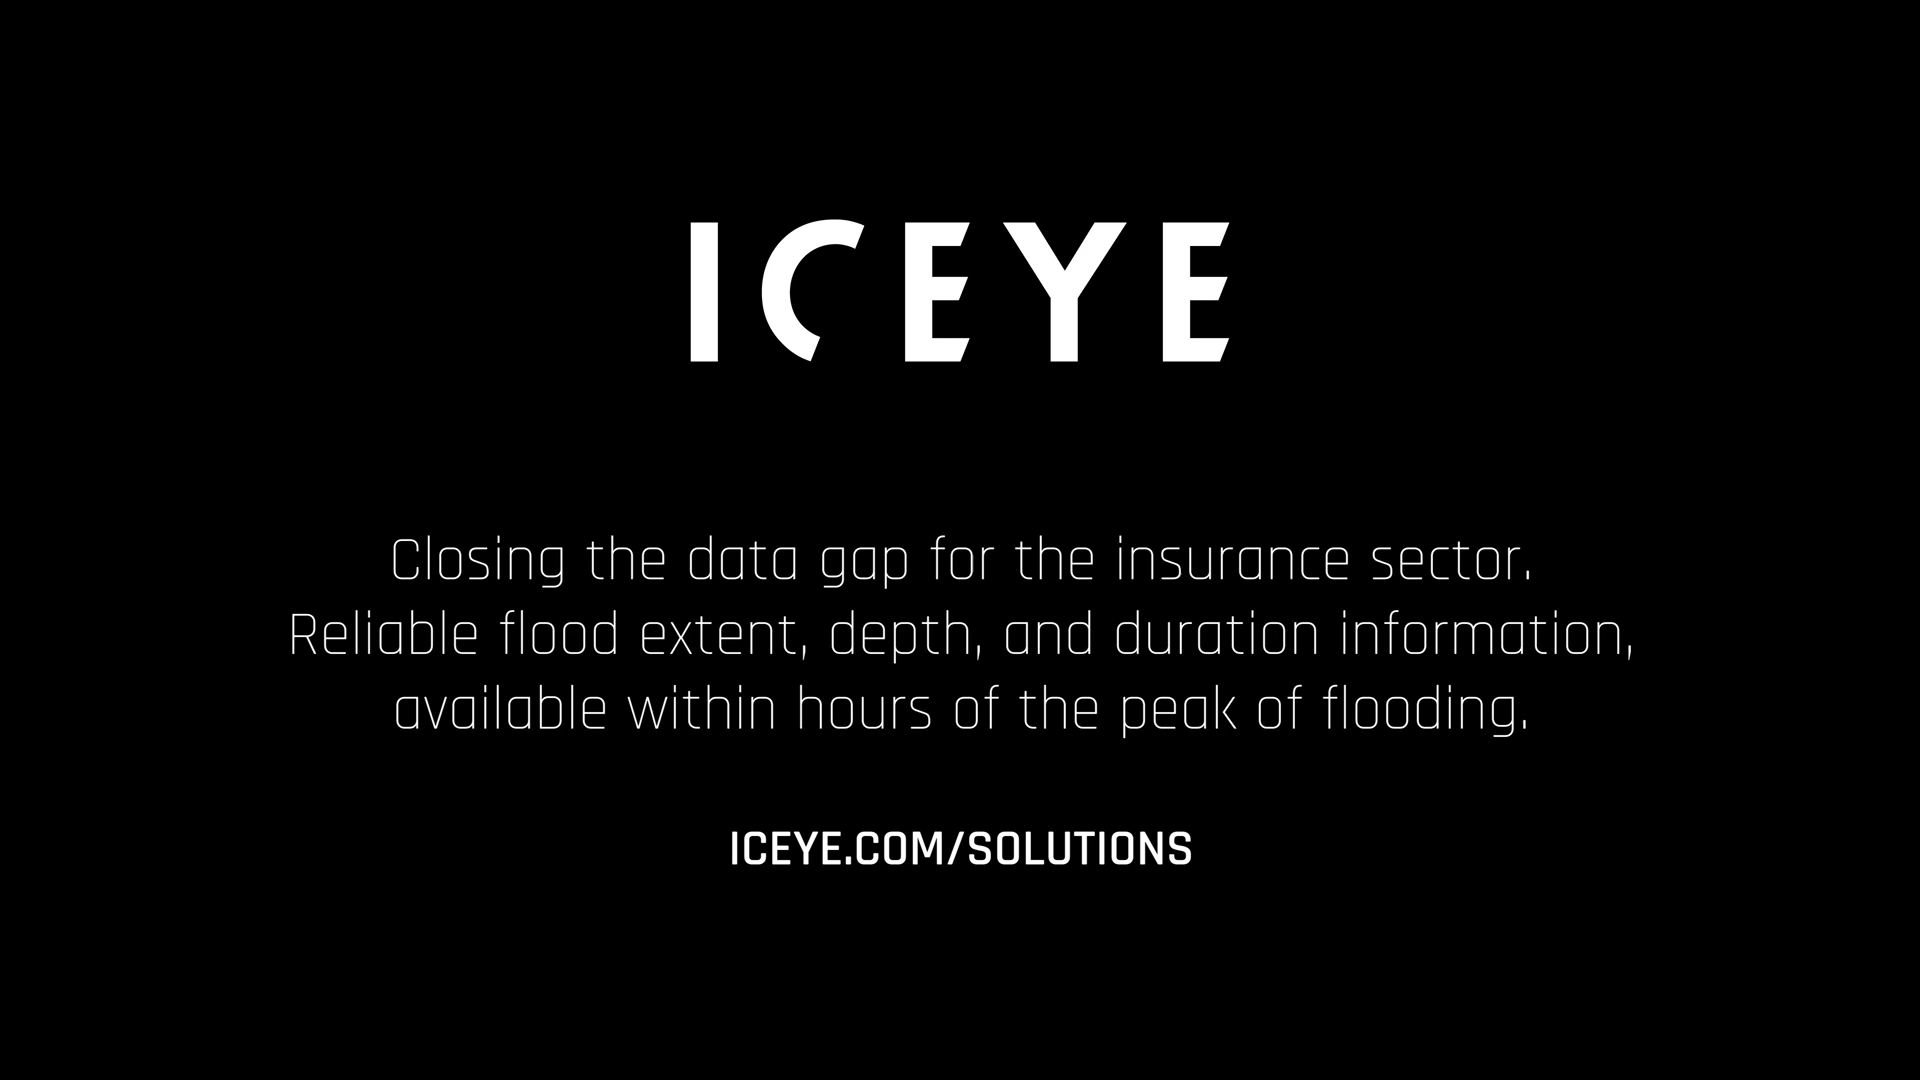 ICEYE
Closing the data gap for the insurance sector.
Reliable flood extent, depth, and duration information,
available within hours of the peak of flooding.
ICEYE.COM/SOLUTIONS